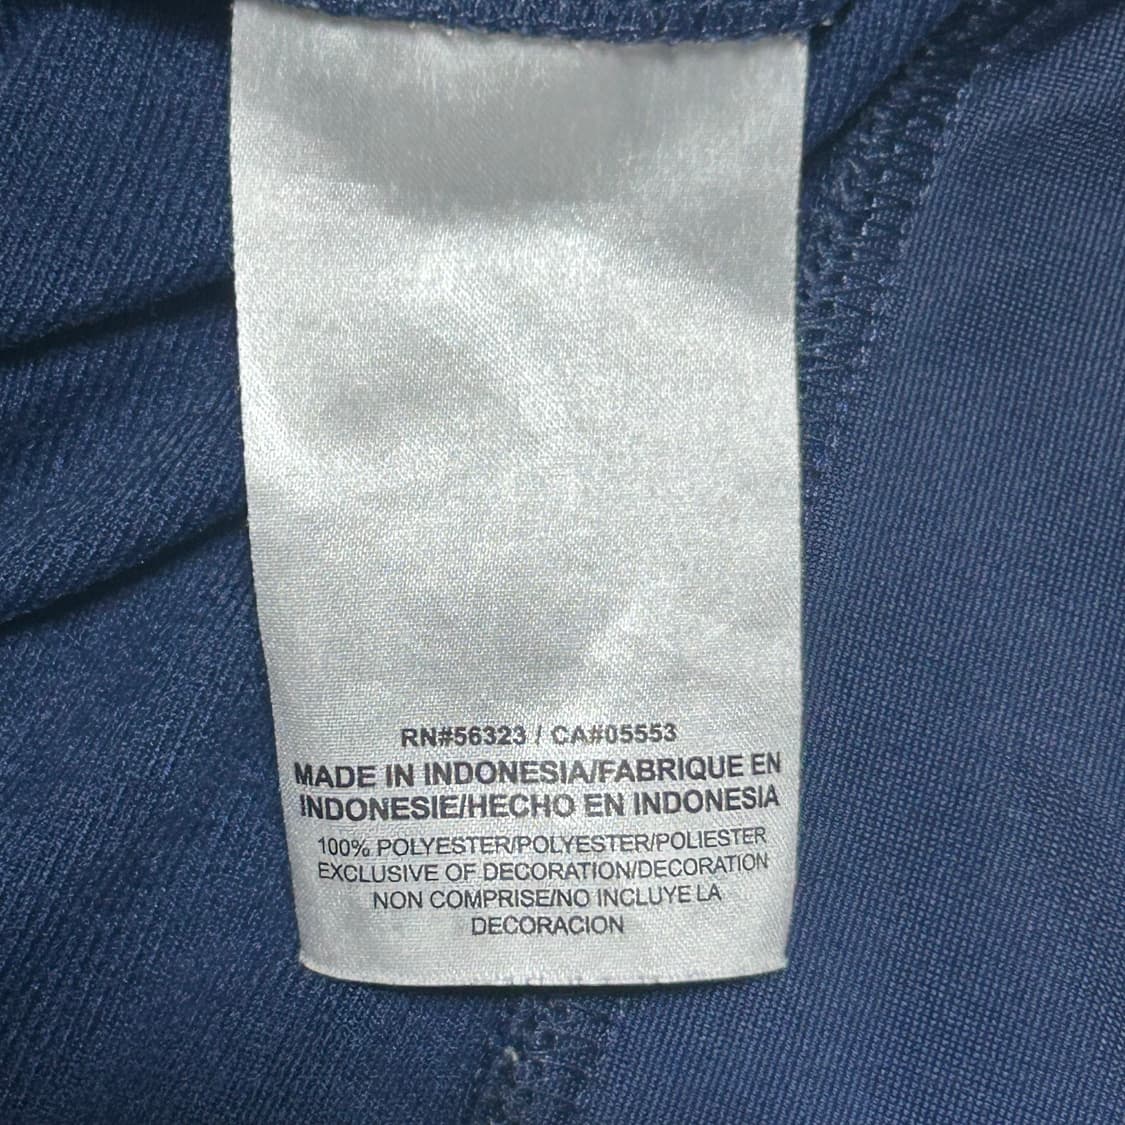 RN#56323 / CA#05553
MADE IN INDONESIA/FABRIQUE EN
INDONESIE/HECHO EN INDONESIA
100% POLYESTER/POLYESTER/POLIESTER
EXCLUSIVE OF DECORATION/DECORATION
NON COMPRISE/NO INCLUYE LA
DECORACION